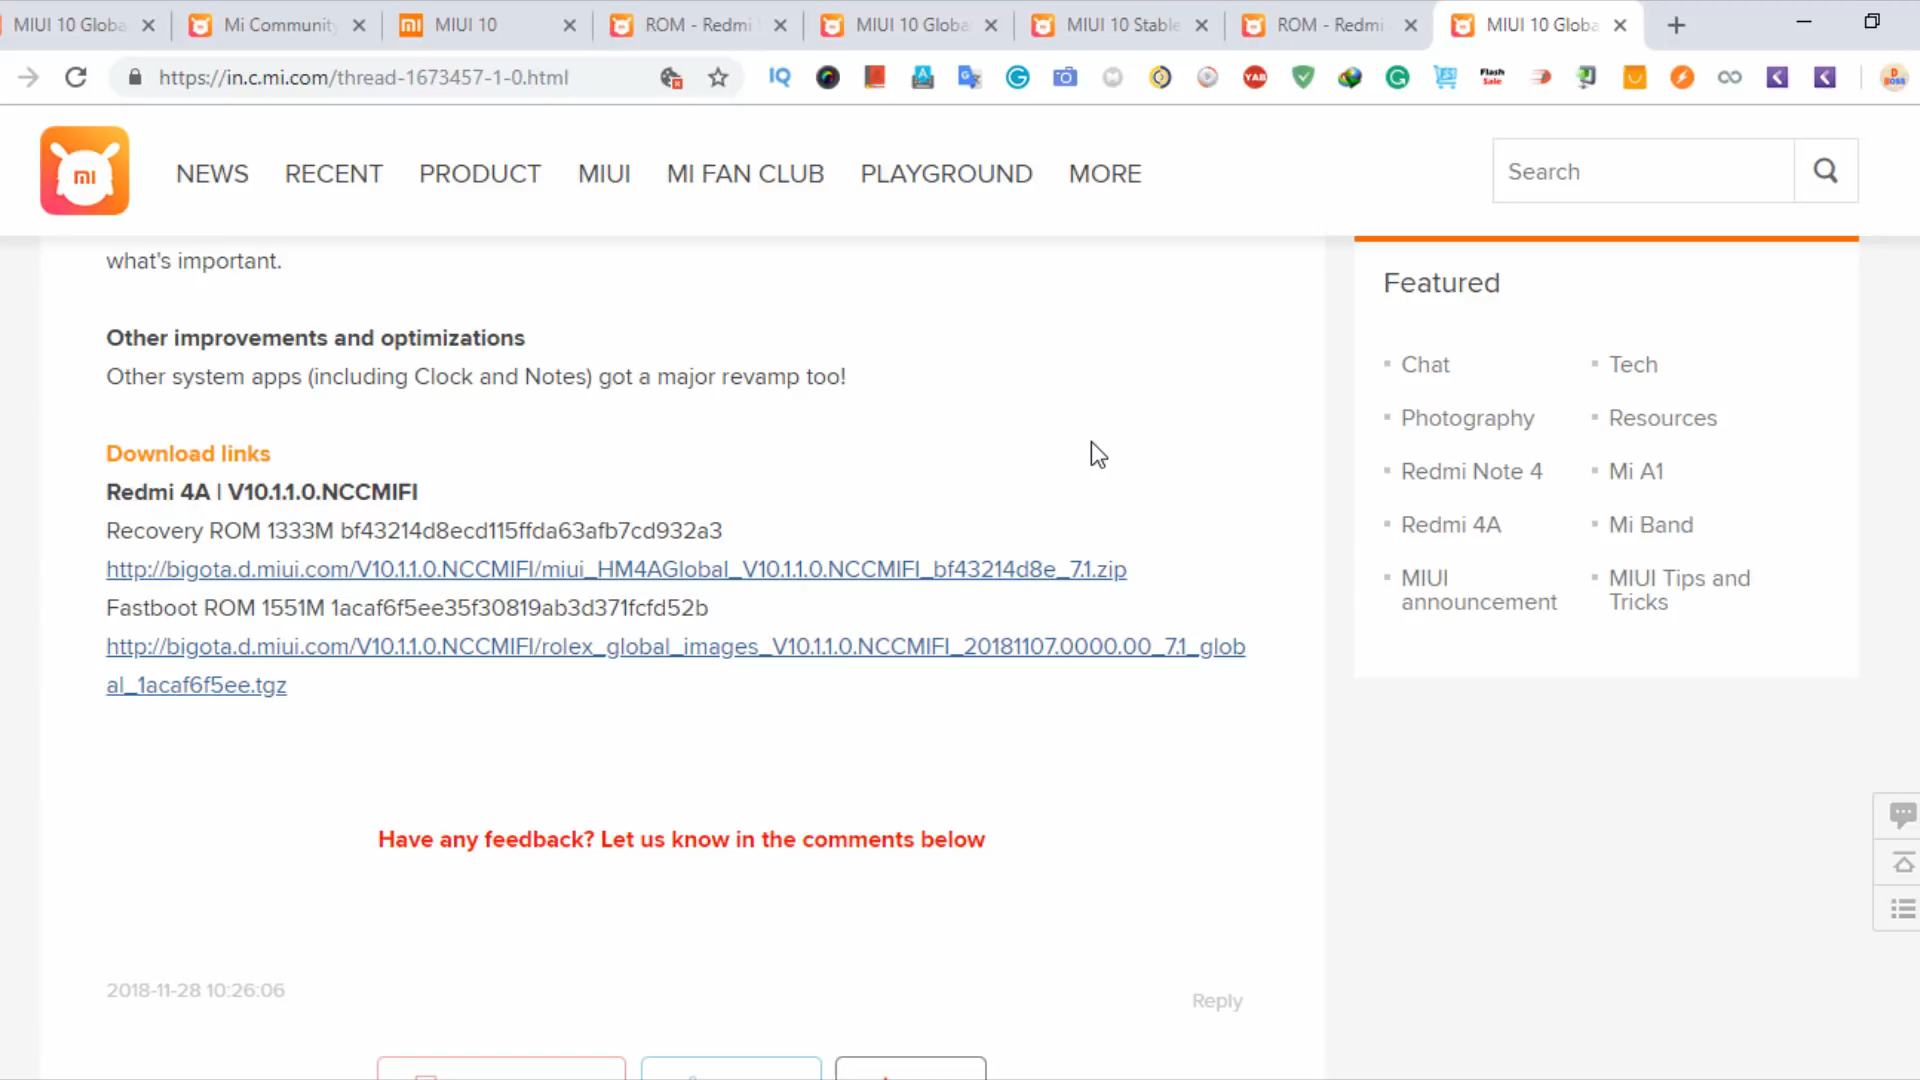 MIUI 10 Globa
Mi Community
MIUI 10
ROM - Redmi
MIUI 10 Globa
MIUI 10 Stable
ROM - Redmi
MIUI 10 Globa
https://in.c.mi.com/thread-1673457-1-0.html
IQ
YAB
Flash
Sale
D
BOSS
mi
NEWS
RECENT
PRODUCT
MIUI
MI FAN CLUB
PLAYGROUND
MORE
Search
what's important.
Other improvements and optimizations
Other system apps (including Clock and Notes) got a major revamp too!
Download links
Redmi 4A | V10.1.1.0.NCCMIFI
Recovery ROM 1333M bf43214d8ecd115ffda63afb7cd932a3
http://bigota.d.miui.com/V10.1.1.0.NCCMIFI/miui_HM4AGlobal_V10.1.1.0.NCCMIFI_bf43214d8e_7.1.zip
Fastboot ROM 1551M 1acaf6f5ee35f30819ab3d371fcfd52b
http://bigota.d.miui.com/V10.1.1.0.NCCMIFI/rolex_global_images_V10.1.1.0.NCCMIFI_20181107.0000.00_7.1_glob
al_1acaf6f5ee.tgz
Have any feedback? Let us know in the comments below
2018-11-28 10:26:06
Reply
Featured
Chat
Tech
Photography
Resources
Redmi Note 4
Mi A1
Redmi 4A
Mi Band
MIUI
announcement
MIUI Tips and
Tricks